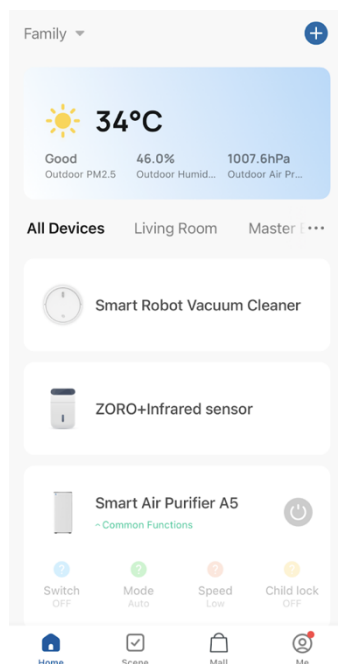 Family
34°C
Good 46.0% 1007.6hPa
Outdoor PM2.5 Outdoor Humid... Outdoor Air Pr...
All Devices Living Room Master
Smart Robot Vacuum Cleaner
ZORO+Infrared sensor
Smart Air Purifier A5
Common Functions
? ? ? ?
Switch Mode Speed Child lock
OFF Auto Low OFF
Home Scene Mall Me